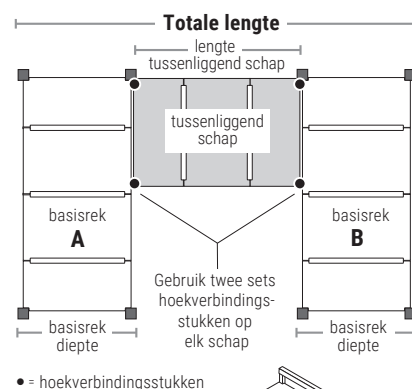 Totale lengte
lengte
tussenliggend schap
tussenliggend
schap
basisrek
A
basisrek
B
Gebruik twee sets
hoekverbindings-
stukken op
elk schap
basisrek
diepte
basisrek
diepte
● = hoekverbindingsstukken